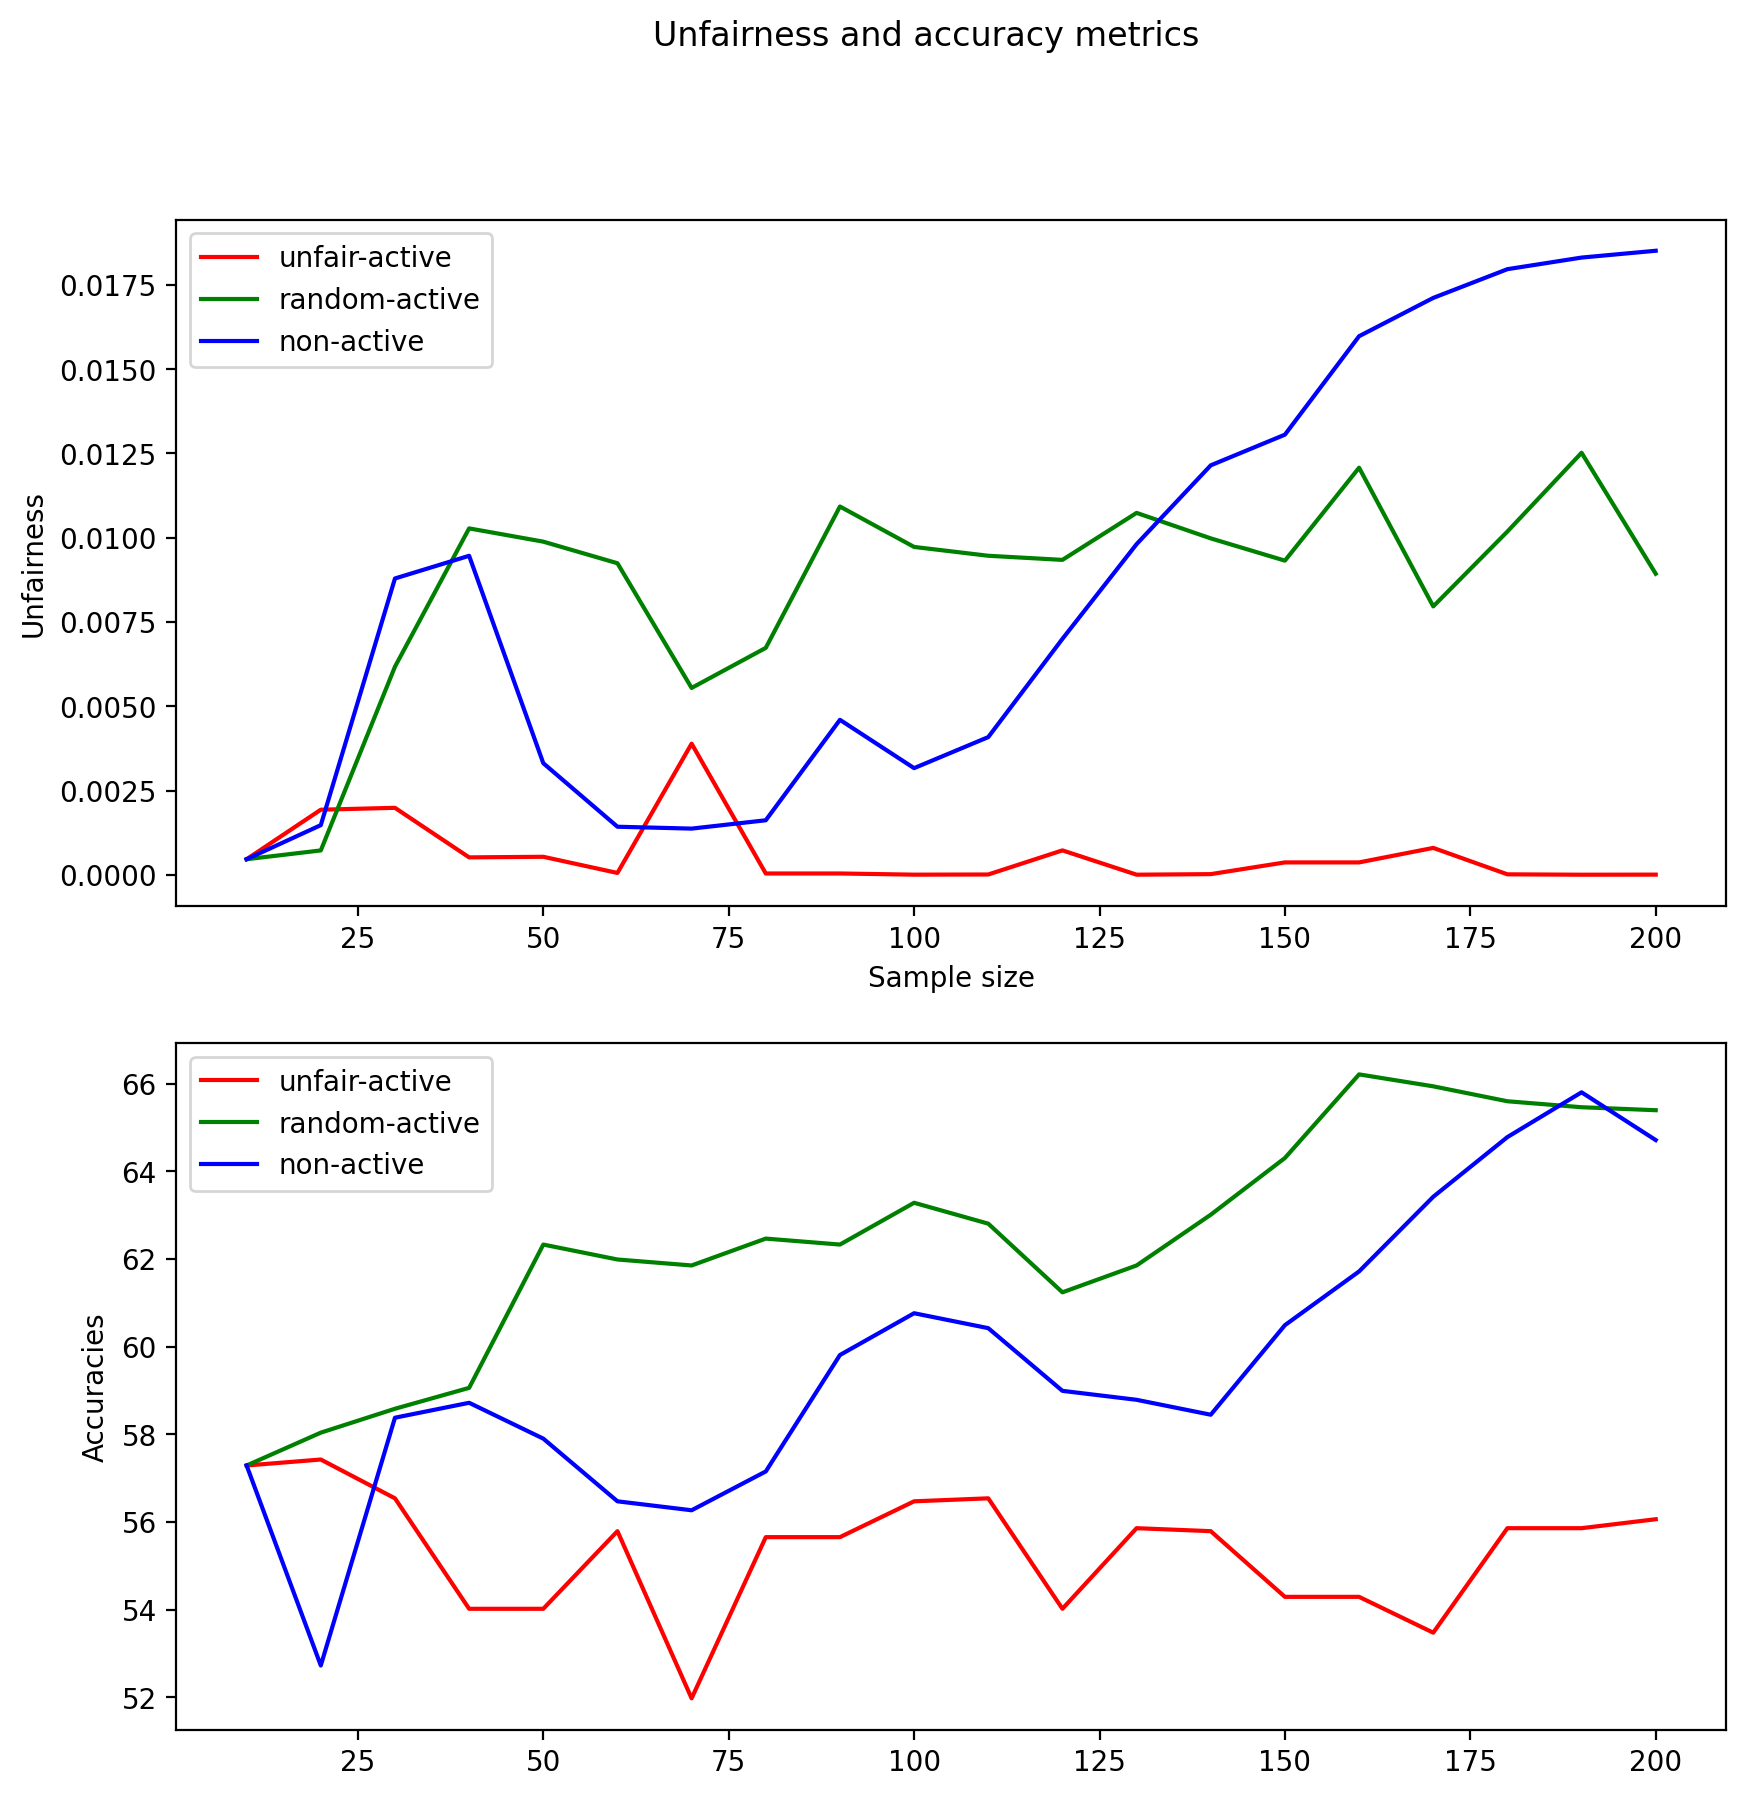 Unfairness and accuracy metrics
unfair-active
random-active
non-active
0.0175
0.0150
0.0125
0.0100
0.0075
0.0050
0.0025
0.0000
Unfairness
25 50 75 100 125 150 175 200
Sample size
unfair-active
random-active
non-active
66
64
62
60
58
56
54
52
Accuracies
25 50 75 100 125 150 175 200